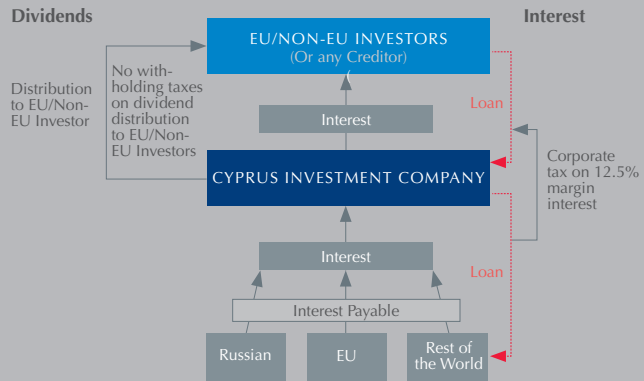 Dividends
Interest
EU/NON-EU INVESTORS
(Or any Creditor)
(
Distribution
to EU/Non-
EU Investor
No with-
holding taxes
on dividend
distribution
to EU/Non-
EU Investors
Loan
Interest
CYPRUS INVESTMENT COMPANY
Corporate
tax on 12.5%
margin
interest
Interest
Loan
Interest Payable
Russian
EU
Rest of
the World